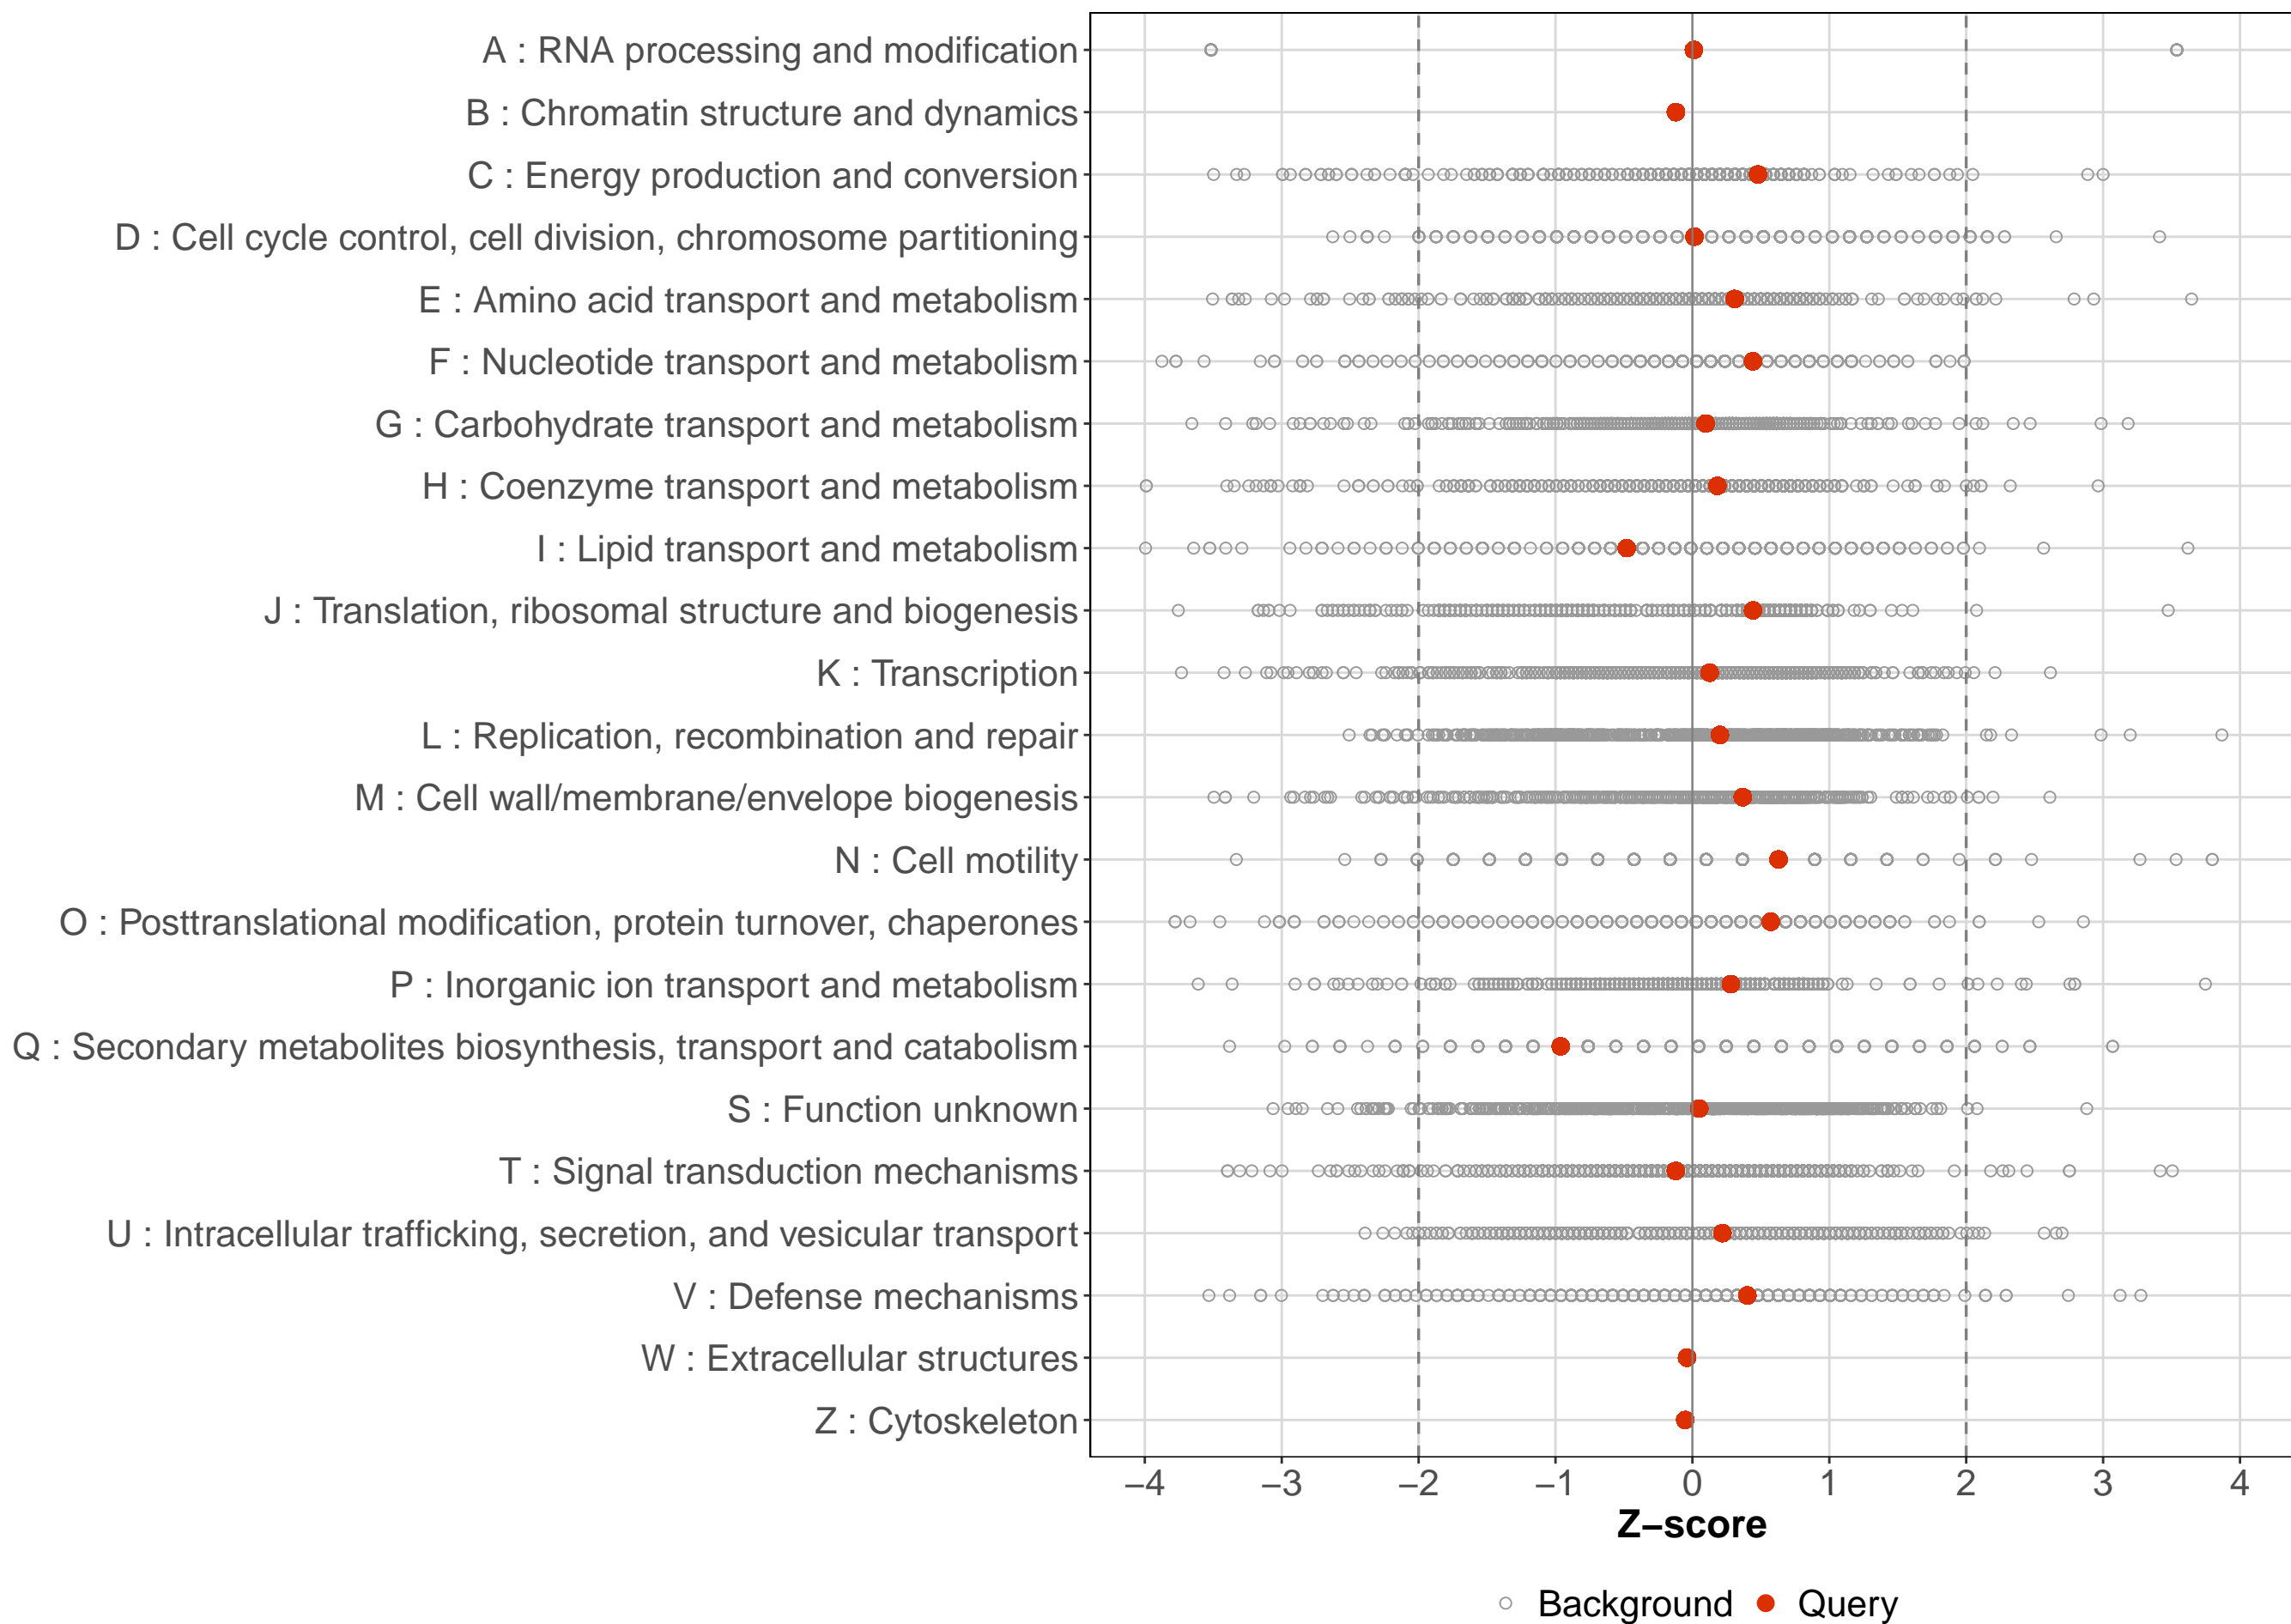 A : RNA processing and modification
B : Chromatin structure and dynamics
C : Energy production and conversion
D : Cell cycle control, cell division, chromosome partitioning
E : Amino acid transport and metabolism
F : Nucleotide transport and metabolism
G : Carbohydrate transport and metabolism
H : Coenzyme transport and metabolism
I : Lipid transport and metabolism
J : Translation, ribosomal structure and biogenesis
K : Transcription
L : Replication, recombination and repair
M : Cell wall/membrane/envelope biogenesis
N : Cell motility
O : Posttranslational modification, protein turnover, chaperones
P : Inorganic ion transport and metabolism
Q : Secondary metabolites biosynthesis, transport and catabolism
S : Function unknown
T : Signal transduction mechanisms
U : Intracellular trafficking, secretion, and vesicular transport
V : Defense mechanisms
W : Extracellular structures
Z : Cytoskeleton
−4 −3 −2 −1 0 1 2 3 4
Z−score
Background Query